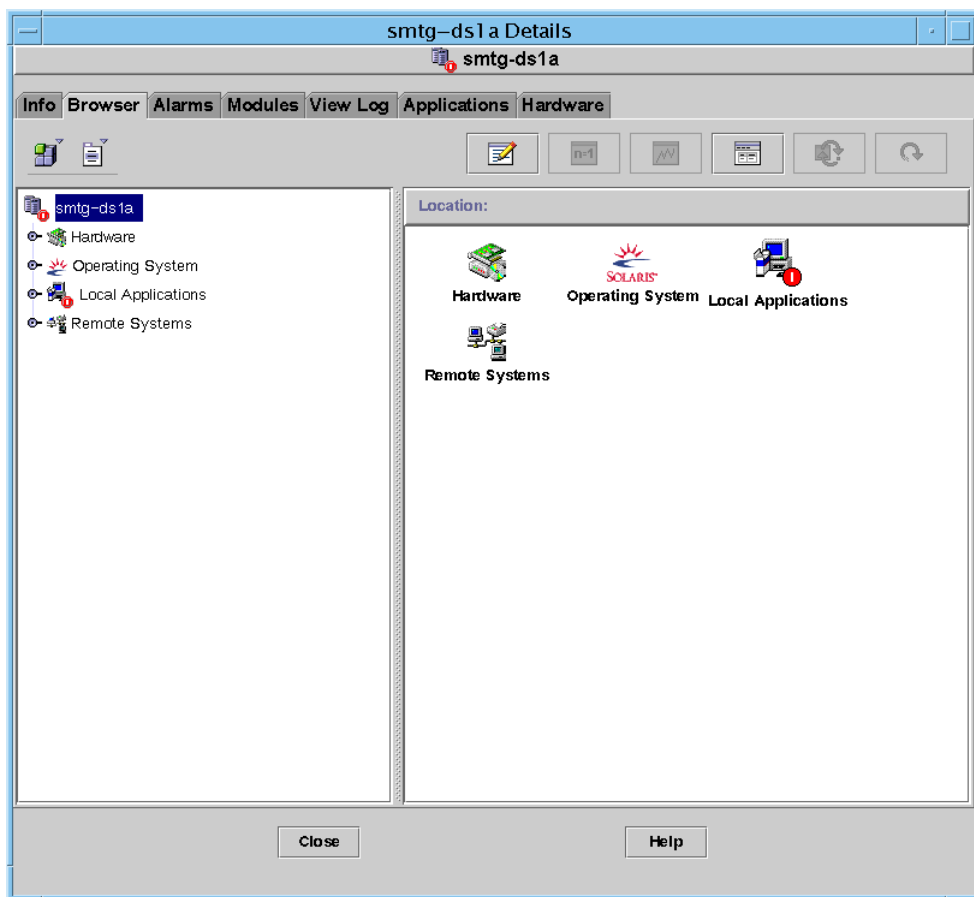 smtg-ds1a Details
smtg-ds1a
Info Browser Alarms Modules View Log Applications Hardware
n=1
smtg-ds1a
Hardware
Operating System
Local Applications
Remote Systems
Location:
Hardware
SOLARIS
Operating System
Local Applications
Remote Systems
Close
Help